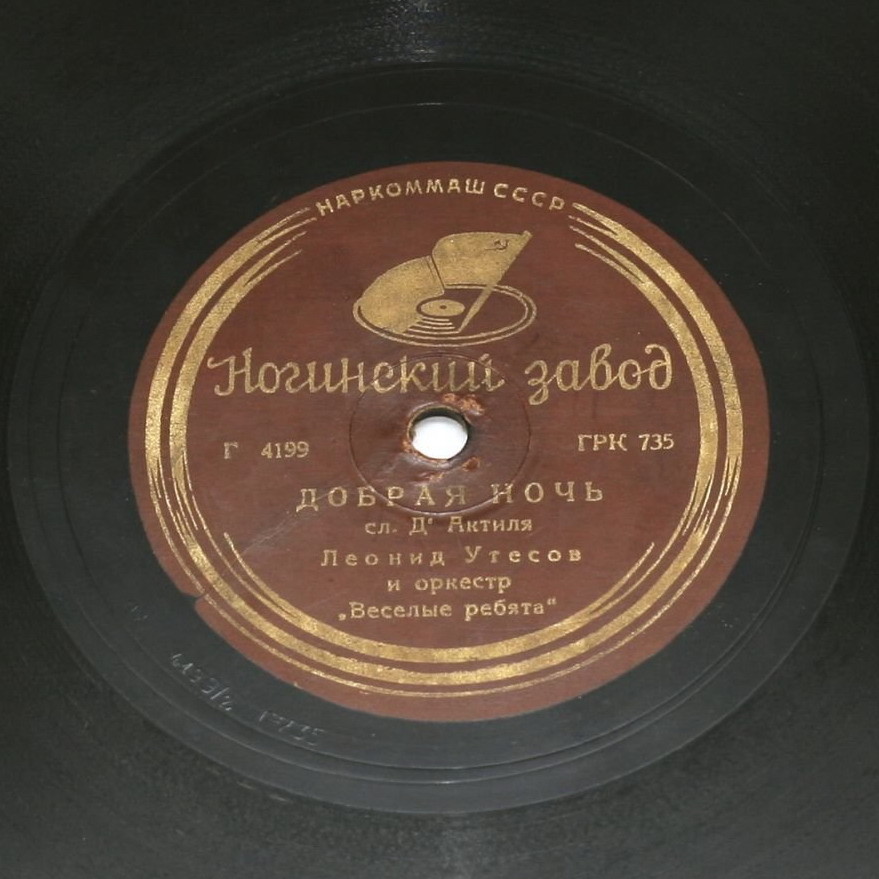 НАРКОММАШ СССР
Ногинский завод
Г 4199 ГРК 735
ДОБРАЯ НОЧЬ
сл. Д' Актиля
Леонид Утесов
и оркестр
„Веселые ребята"